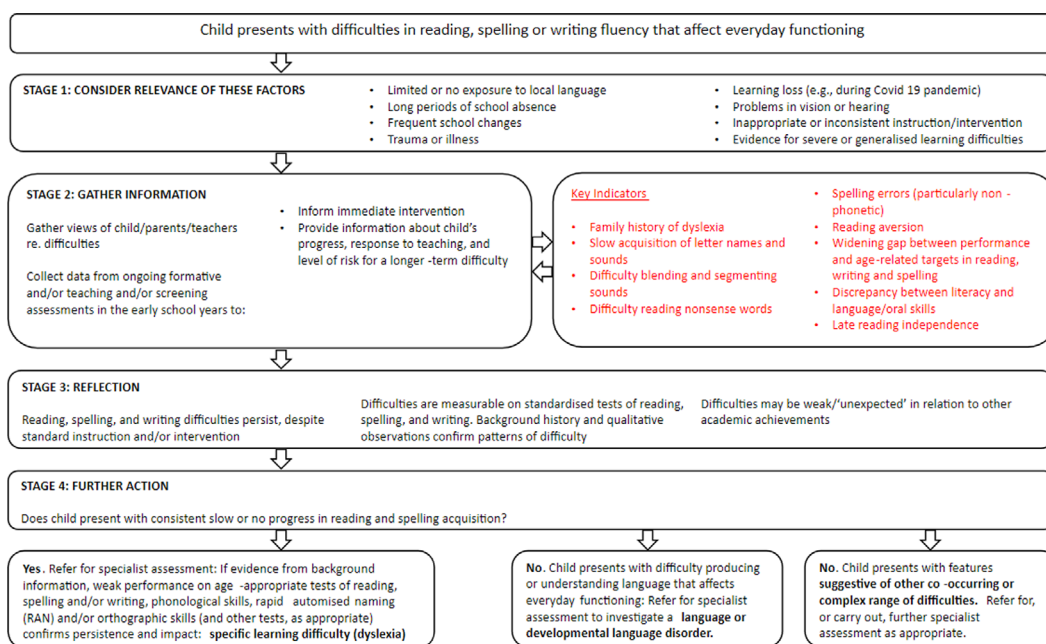 Child presents with difficulties in reading, spelling or writing fluency that affect everyday functioning
STAGE 1: CONSIDER RELEVANCE OF THESE FACTORS
• Limited or no exposure to local language
• Long periods of school absence
• Frequent school changes
• Trauma or illness
• Learning loss (e.g., during Covid 19 pandemic)
• Problems in vision or hearing
• Inappropriate or inconsistent instruction/intervention
• Evidence for severe or generalised learning difficulties
STAGE 2: GATHER INFORMATION
Gather views of child/parents/teachers
re. difficulties
Collect data from ongoing formative
and/or teaching and/or screening
assessments in the early school years to:
• Inform immediate intervention
• Provide information about child's
progress, response to teaching, and
level of risk for a longer -term difficulty
Key Indicators
• Family history of dyslexia
• Slow acquisition of letter names and
sounds
• Difficulty blending and segmenting
sounds
• Difficulty reading nonsense words
• Spelling errors (particularly non -
phonetic)
• Reading aversion
• Widening gap between performance
and age-related targets in reading,
writing and spelling
• Discrepancy between literacy and
language/oral skills
• Late reading independence
STAGE 3: REFLECTION
Reading, spelling, and writing difficulties persist, despite
standard instruction and/or intervention
Difficulties are measurable on standardised tests of reading,
spelling, and writing. Background history and qualitative
observations confirm patterns of difficulty
Difficulties may be weak/'unexpected' in relation to other
academic achievements
STAGE 4: FURTHER ACTION
Does child present with consistent slow or no progress in reading and spelling acquisition?
Yes. Refer for specialist assessment: If evidence from background
information, weak performance on age -appropriate tests of reading,
spelling and/or writing, phonological skills, rapid automised naming
(RAN) and/or orthographic skills (and other tests, as appropriate)
confirms persistence and impact: specific learning difficulty (dyslexia)
No. Child presents with difficulty producing
or understanding language that affects
everyday functioning: Refer for specialist
assessment to investigate a language or
developmental language disorder.
No. Child presents with features
suggestive of other co -occurring or
complex range of difficulties. Refer for,
or carry out, further specialist
assessment as appropriate.